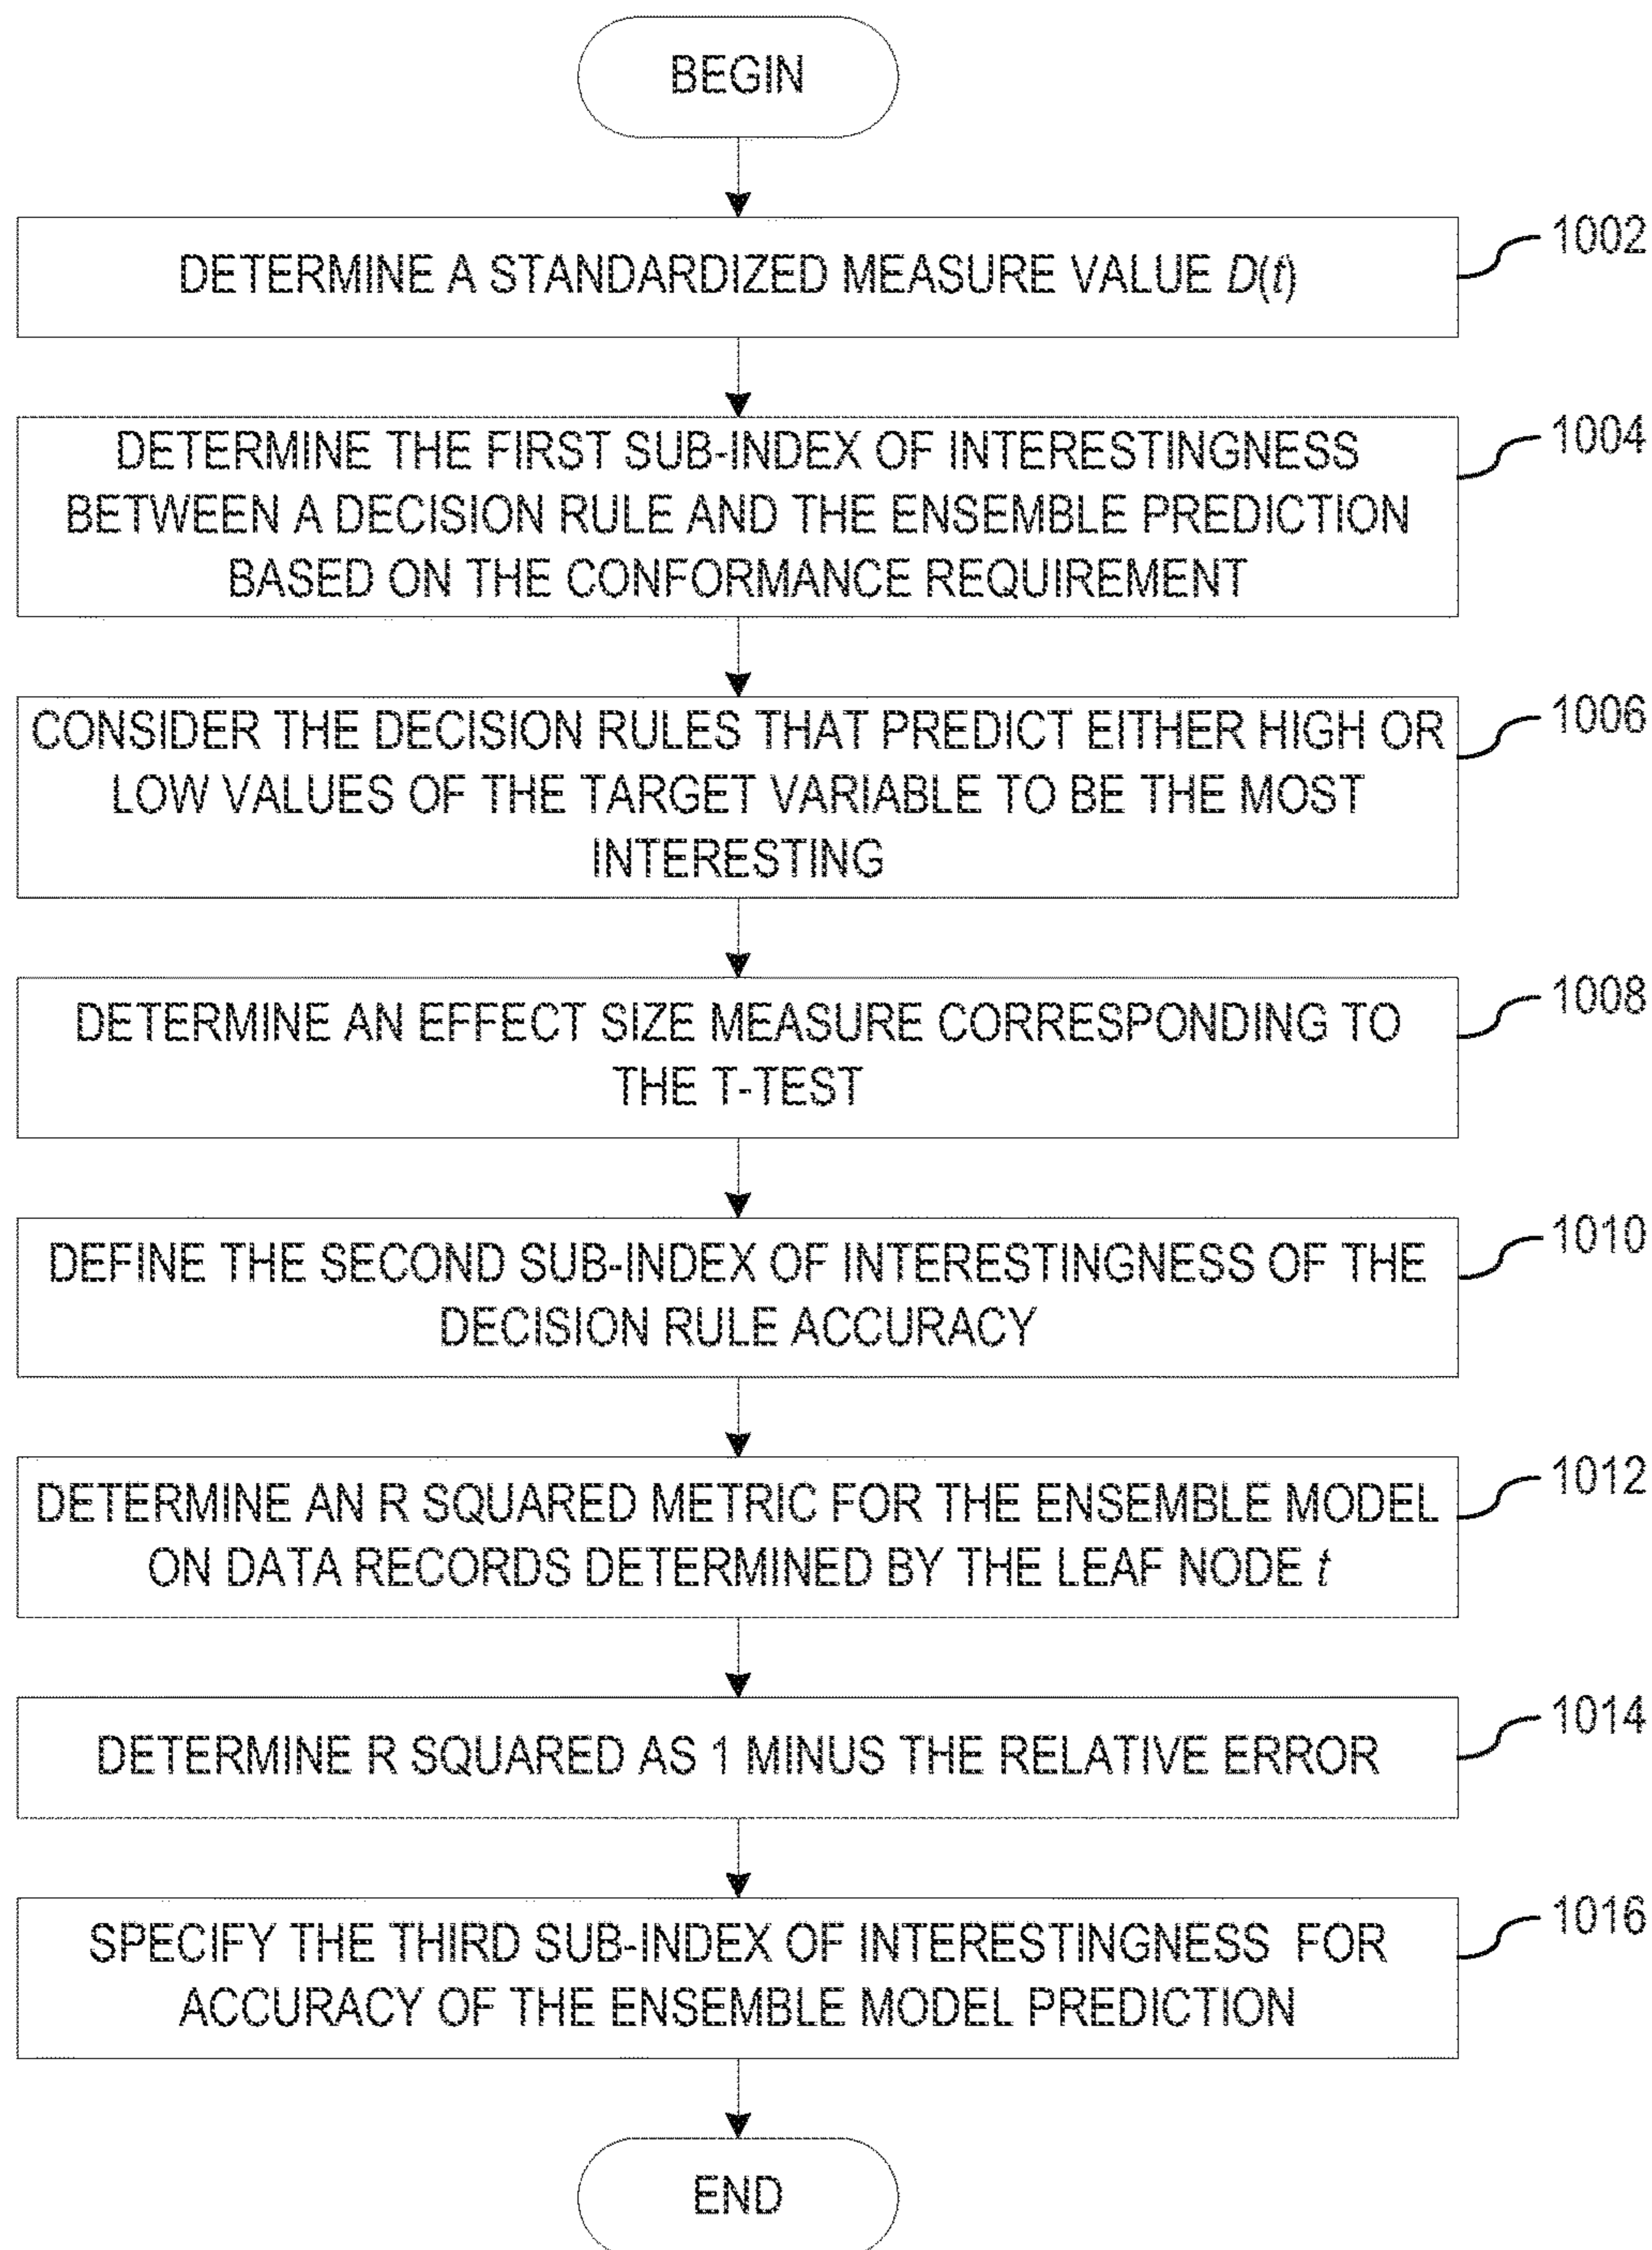 BEGIN
DETERMINE A STANDARDIZED MEASURE VALUE D(t)
1002
DETERMINE THE FIRST SUB-INDEX OF INTERESTINGNESS
BETWEEN A DECISION RULE AND THE ENSEMBLE PREDICTION
BASED ON THE CONFORMANCE REQUIREMENT
1004
CONSIDER THE DECISION RULES THAT PREDICT EITHER HIGH OR
LOW VALUES OF THE TARGET VARIABLE TO BE THE MOST
INTERESTING
1006
DETERMINE AN EFFECT SIZE MEASURE CORRESPONDING TO
THE T-TEST
1008
DEFINE THE SECOND SUB-INDEX OF INTERESTINGNESS OF THE
DECISION RULE ACCURACY
1010
DETERMINE AN R SQUARED METRIC FOR THE ENSEMBLE MODEL
ON DATA RECORDS DETERMINED BY THE LEAF NODE t
1012
DETERMINE R SQUARED AS 1 MINUS THE RELATIVE ERROR
1014
SPECIFY THE THIRD SUB-INDEX OF INTERESTINGNESS FOR
ACCURACY OF THE ENSEMBLE MODEL PREDICTION
1016
END